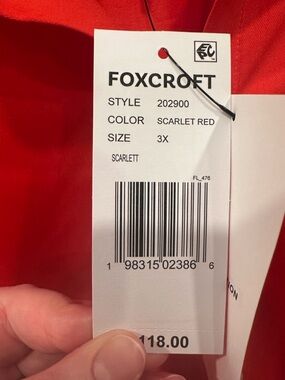 FOXCROFT
STYLE 202900
COLOR SCARLET RED
SIZE 3X
SCARLETT
FL_476
1 98315 02386 6
118.00